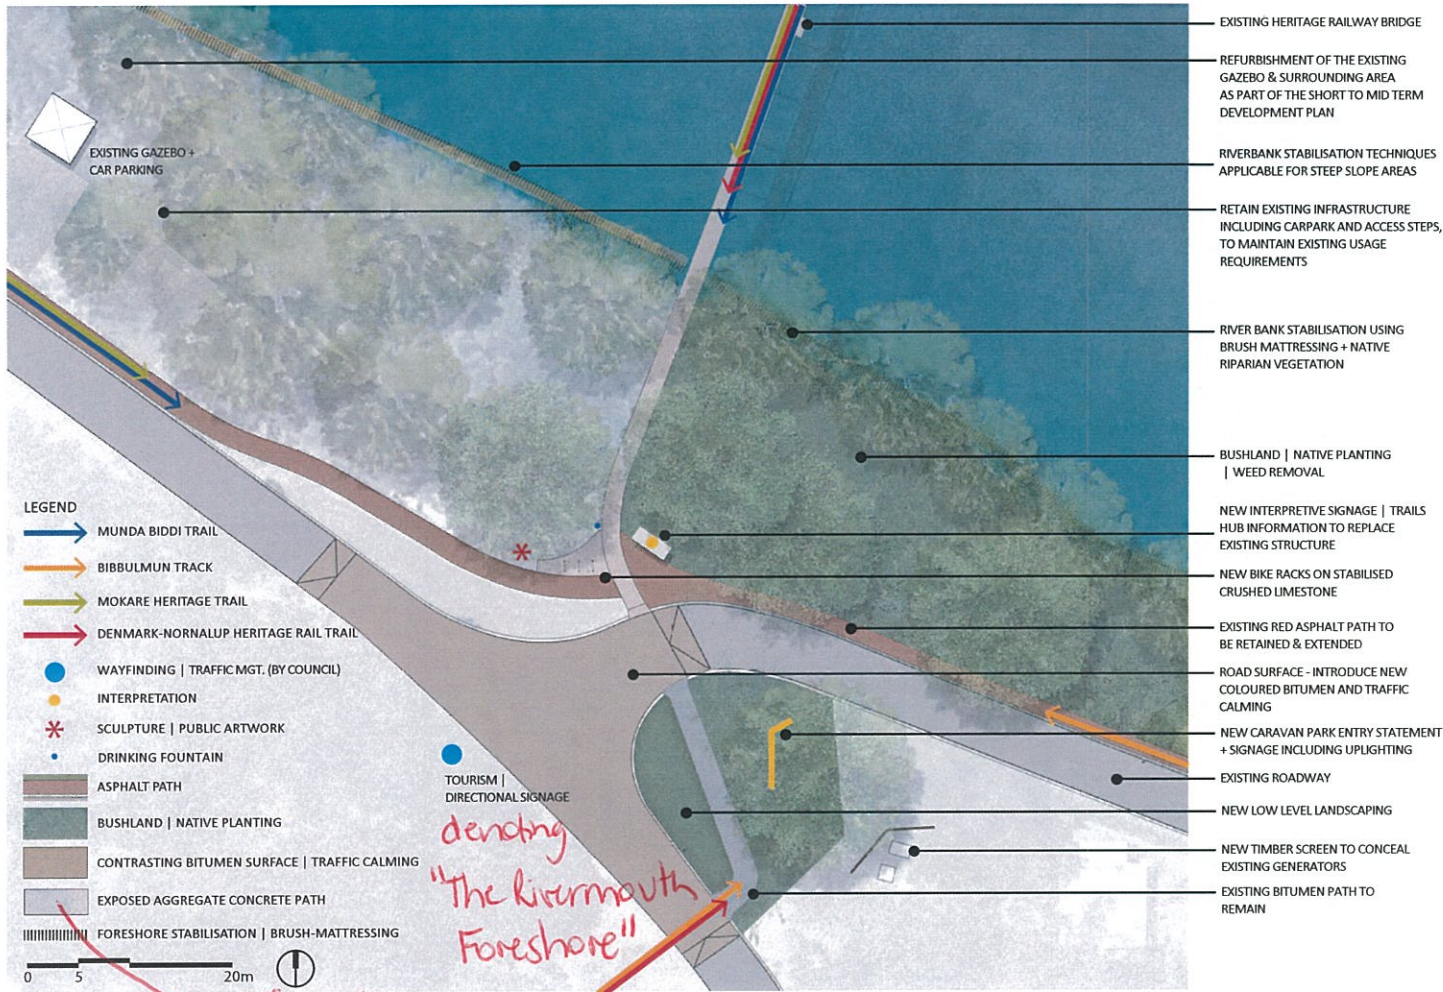 EXISTING HERITAGE RAILWAY BRIDGE
REFURBISHMENT OF THE EXISTING
GAZEBO & SURROUNDING AREA
AS PART OF THE SHORT TO MID TERM
DEVELOPMENT PLAN
RIVERBANK STABILISATION TECHNIQUES
APPLICABLE FOR STEEP SLOPE AREAS
RETAIN EXISTING INFRASTRUCTURE
INCLUDING CARPARK AND ACCESS STEPS,
TO MAINTAIN EXISTING USAGE
REQUIREMENTS
RIVER BANK STABILISATION USING
BRUSH MATTRESSING + NATIVE
RIPARIAN VEGETATION
BUSHLAND | NATIVE PLANTING
| WEED REMOVAL
NEW INTERPRETIVE SIGNAGE | TRAILS
HUB INFORMATION TO REPLACE
EXISTING STRUCTURE
NEW BIKE RACKS ON STABILISED
CRUSHED LIMESTONE
EXISTING RED ASPHALT PATH TO
BE RETAINED & EXTENDED
ROAD SURFACE - INTRODUCE NEW
COLOURED BITUMEN AND TRAFFIC
CALMING
NEW CARAVAN PARK ENTRY STATEMENT
+ SIGNAGE INCLUDING UPLIGHTING
EXISTING ROADWAY
NEW LOW LEVEL LANDSCAPING
NEW TIMBER SCREEN TO CONCEAL
EXISTING GENERATORS
EXISTING BITUMEN PATH TO
REMAIN
EXISTING GAZEBO +
CAR PARKING
LEGEND
MUNDA BIDDI TRAIL
BIBBULMUN TRACK
MOKARE HERITAGE TRAIL
DENMARK-NORNALUP HERITAGE RAIL TRAIL
WAYFINDING | TRAFFIC MGT. (BY COUNCIL)
INTERPRETATION
SCULPTURE | PUBLIC ARTWORK
DRINKING FOUNTAIN
ASPHALT PATH
BUSHLAND | NATIVE PLANTING
CONTRASTING BITUMEN SURFACE | TRAFFIC CALMING
EXPOSED AGGREGATE CONCRETE PATH
FORESHORE STABILISATION | BRUSH-MATTRESSING
0 5 20m
TOURISM |
DIRECTIONAL SIGNAGE
denoting
"The Rivermouth
Foreshore"